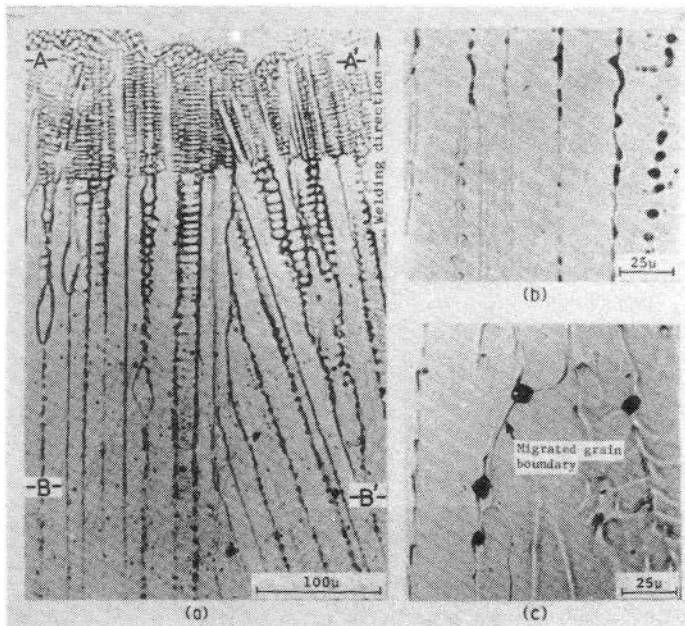 -A-
A'-
Welding direction
-B-
-B'-
100μ
(a)
25μ
(b)
Migrated grain
boundary
25μ
(c)